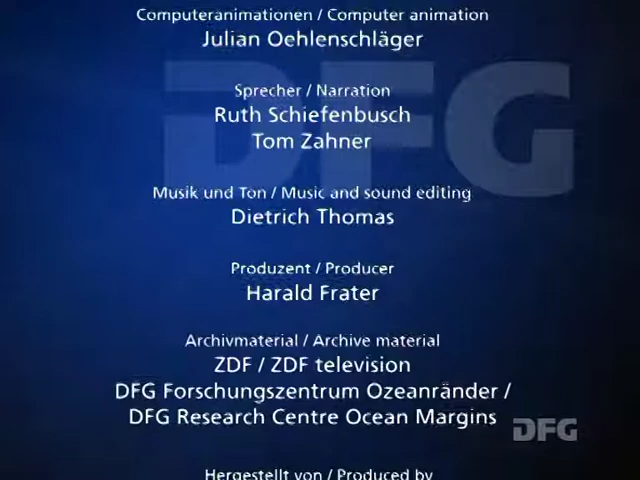 Computeranimationen / Computer animation
Julian Oehlenschläger
Sprecher / Narration
Ruth Schiefenbusch
Tom Zahner
Musik und Ton / Music and sound editing
Dietrich Thomas
Produzent / Producer
Harald Frater
Archivmaterial / Archive material
ZDF / ZDF television
DFG Forschungszentrum Ozeanränder /
DFG Research Centre Ocean Margins
Hergestellt von / Produced by
DFG
DFG